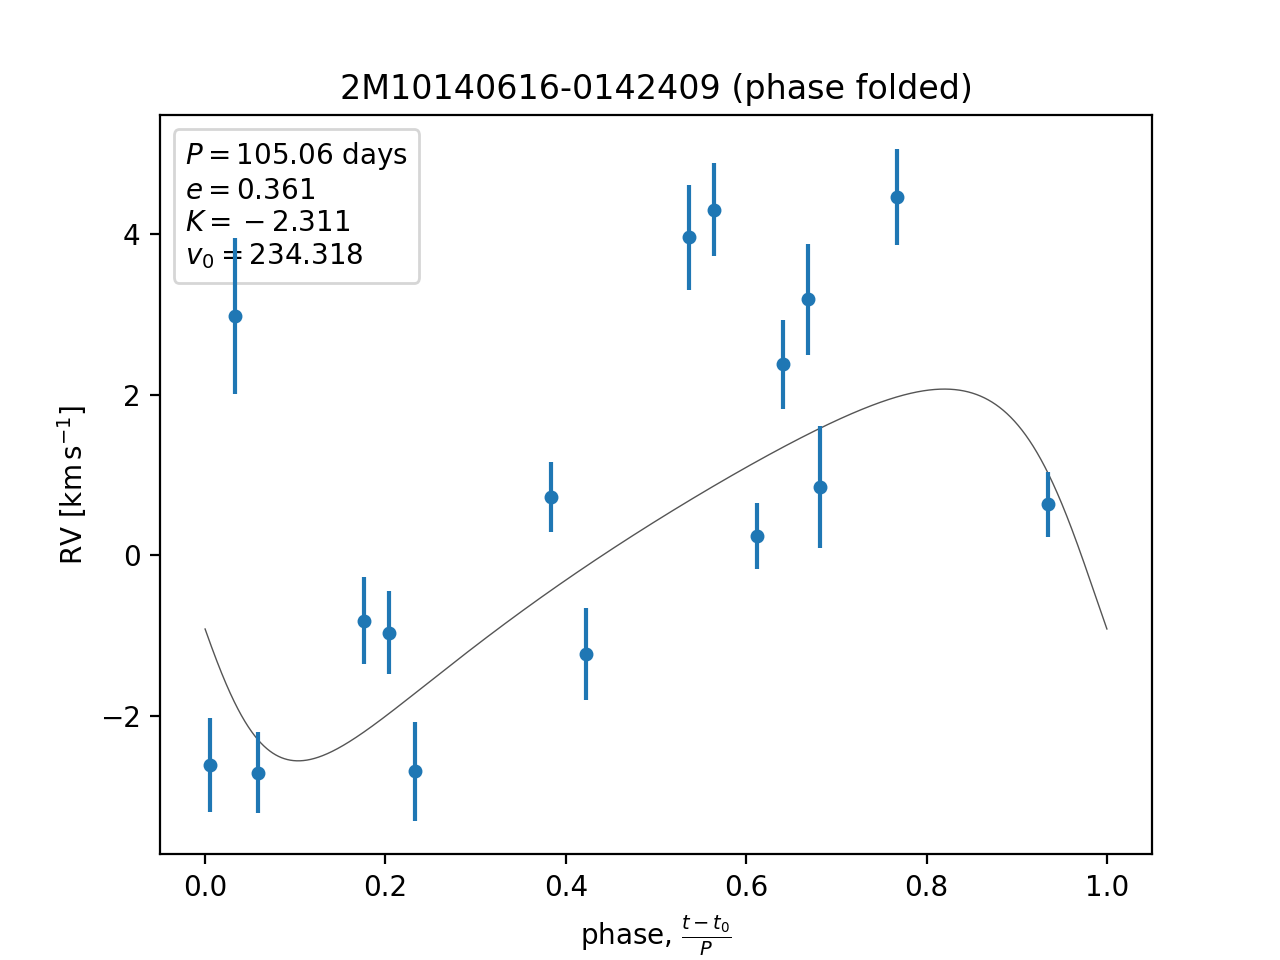 2M10140616-0142409 (phase folded)
P = 105.06 days
e = 0.361
K = −2.311
v₀ = 234.318
RV [km s⁻¹]
4
2
0
−2
0.0 0.2 0.4 0.6 0.8 1.0
phase, (t − t₀)/P